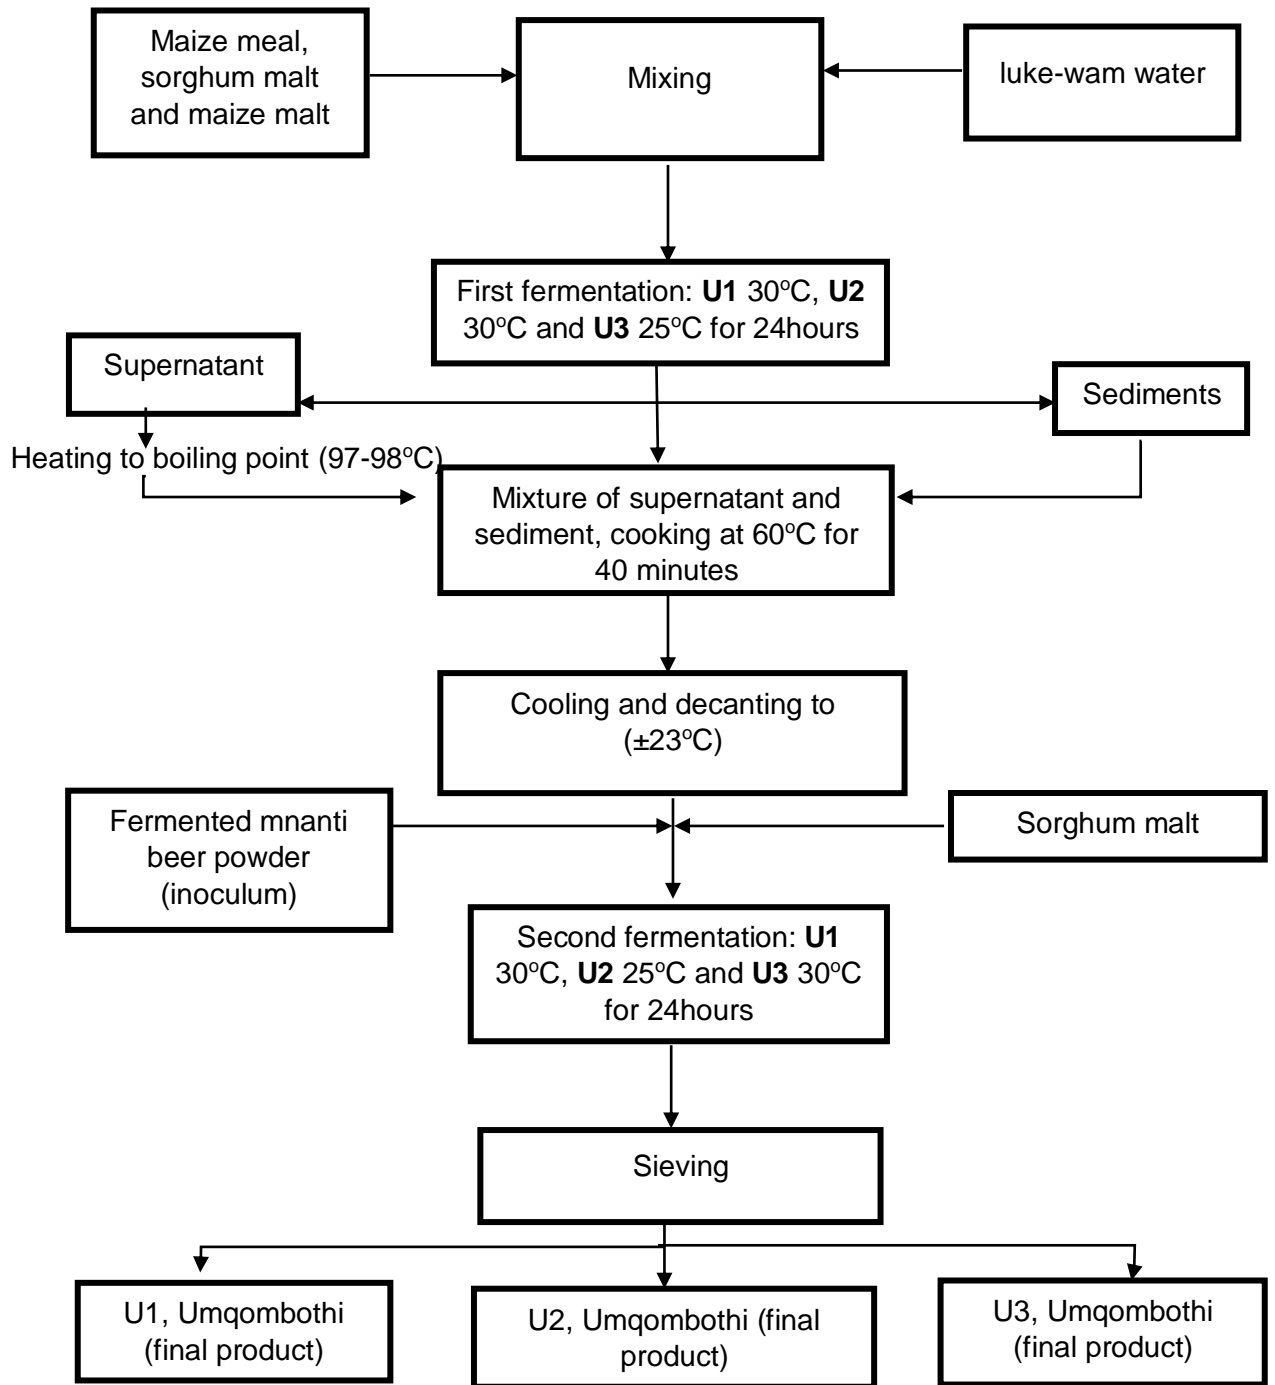 Maize meal,
sorghum malt
and maize malt
Mixing
luke-wam water
First fermentation: U1 30ºC, U2
30ºC and U3 25ºC for 24hours
Supernatant
Sediments
Heating to boiling point (97-98ºC)
Mixture of supernatant and
sediment, cooking at 60ºC for
40 minutes
Cooling and decanting to
(±23ºC)
Fermented mnanti
beer powder
(inoculum)
Sorghum malt
Second fermentation: U1
30ºC, U2 25ºC and U3 30ºC
for 24hours
Sieving
U1, Umqombothi
(final product)
U2, Umqombothi (final
product)
U3, Umqombothi
(final product)